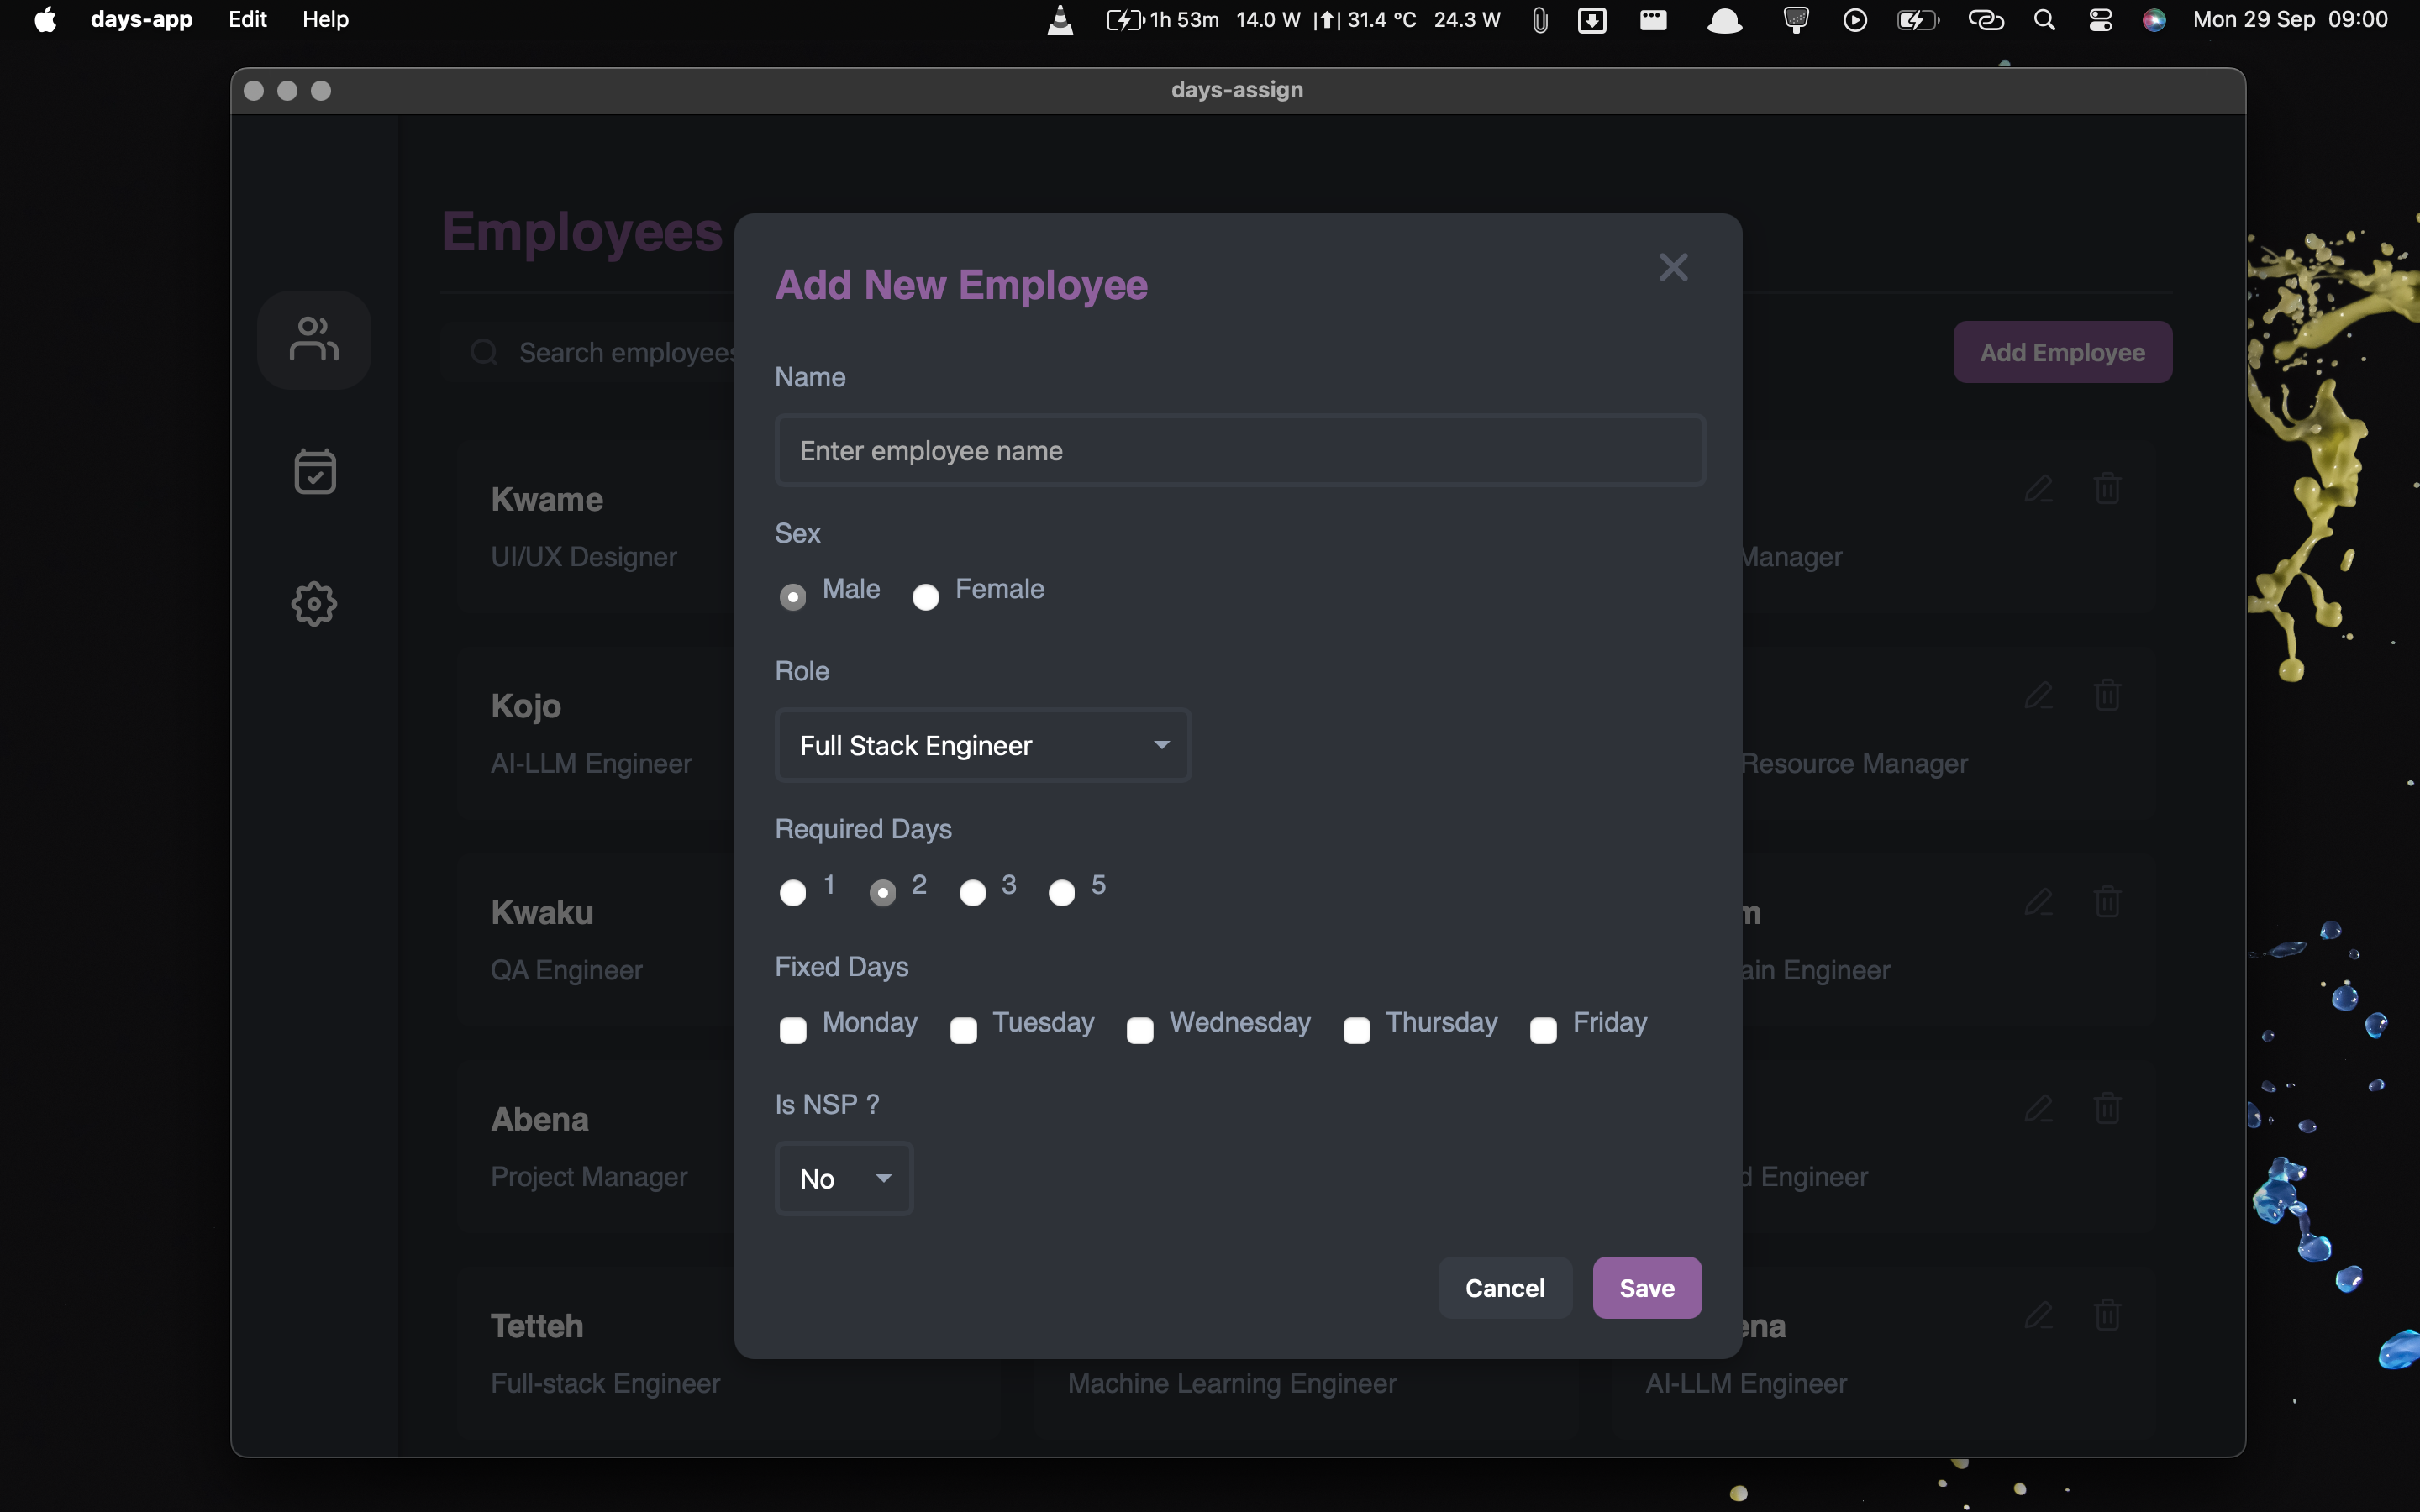 days-app Edit Help 1h 53m 14.0 W 31.4 °C 24.3 W Mon 29 Sep 09:00
days-assign
Employees
Search employees
Add Employee
Add New Employee
Name
Enter employee name
Sex
Male Female
Role
Full Stack Engineer
Required Days
1 2 3 5
Fixed Days
Monday Tuesday Wednesday Thursday Friday
Is NSP ?
No
Cancel Save
Kwame
UI/UX Designer
Manager
Kojo
AI-LLM Engineer
Resource Manager
Kwaku
QA Engineer
Engineer
Abena
Project Manager
Engineer
Tetteh
Full-stack Engineer
Machine Learning Engineer
AI-LLM Engineer